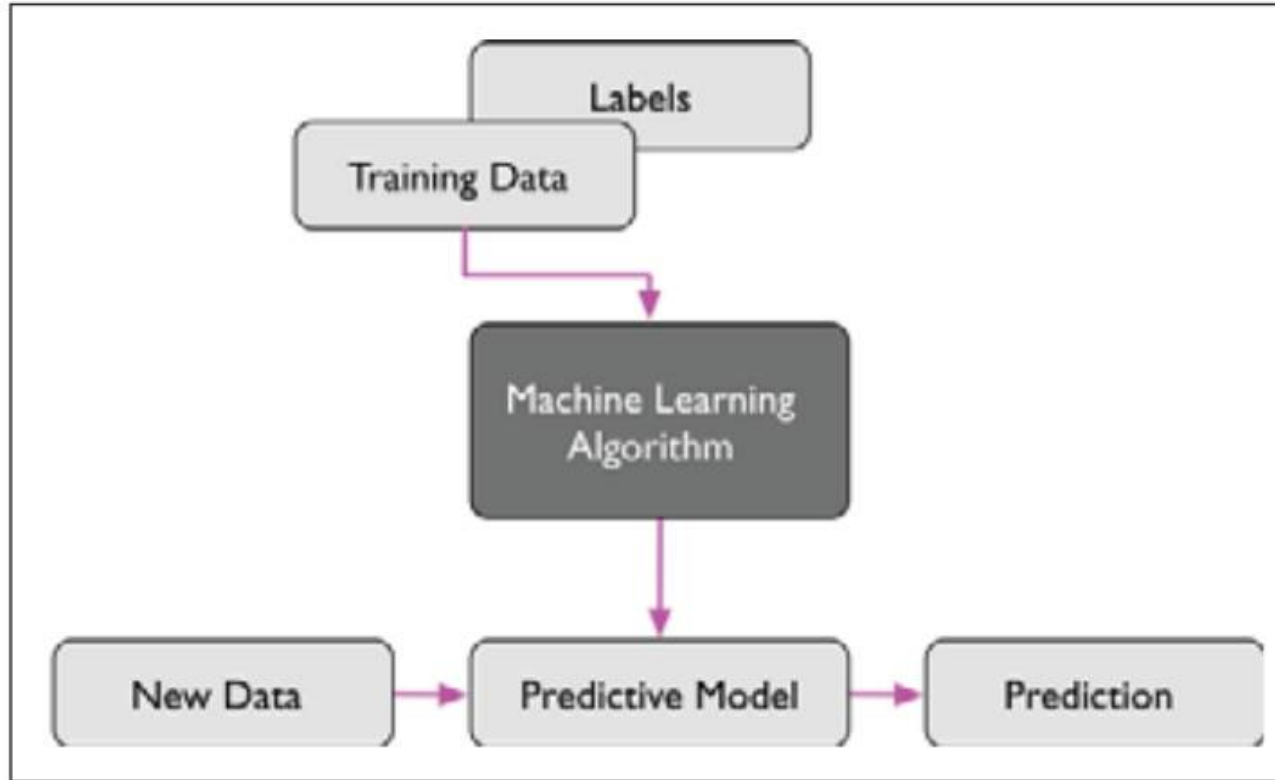 Labels
Training Data
Machine Learning
Algorithm
New Data
Predictive Model
Prediction